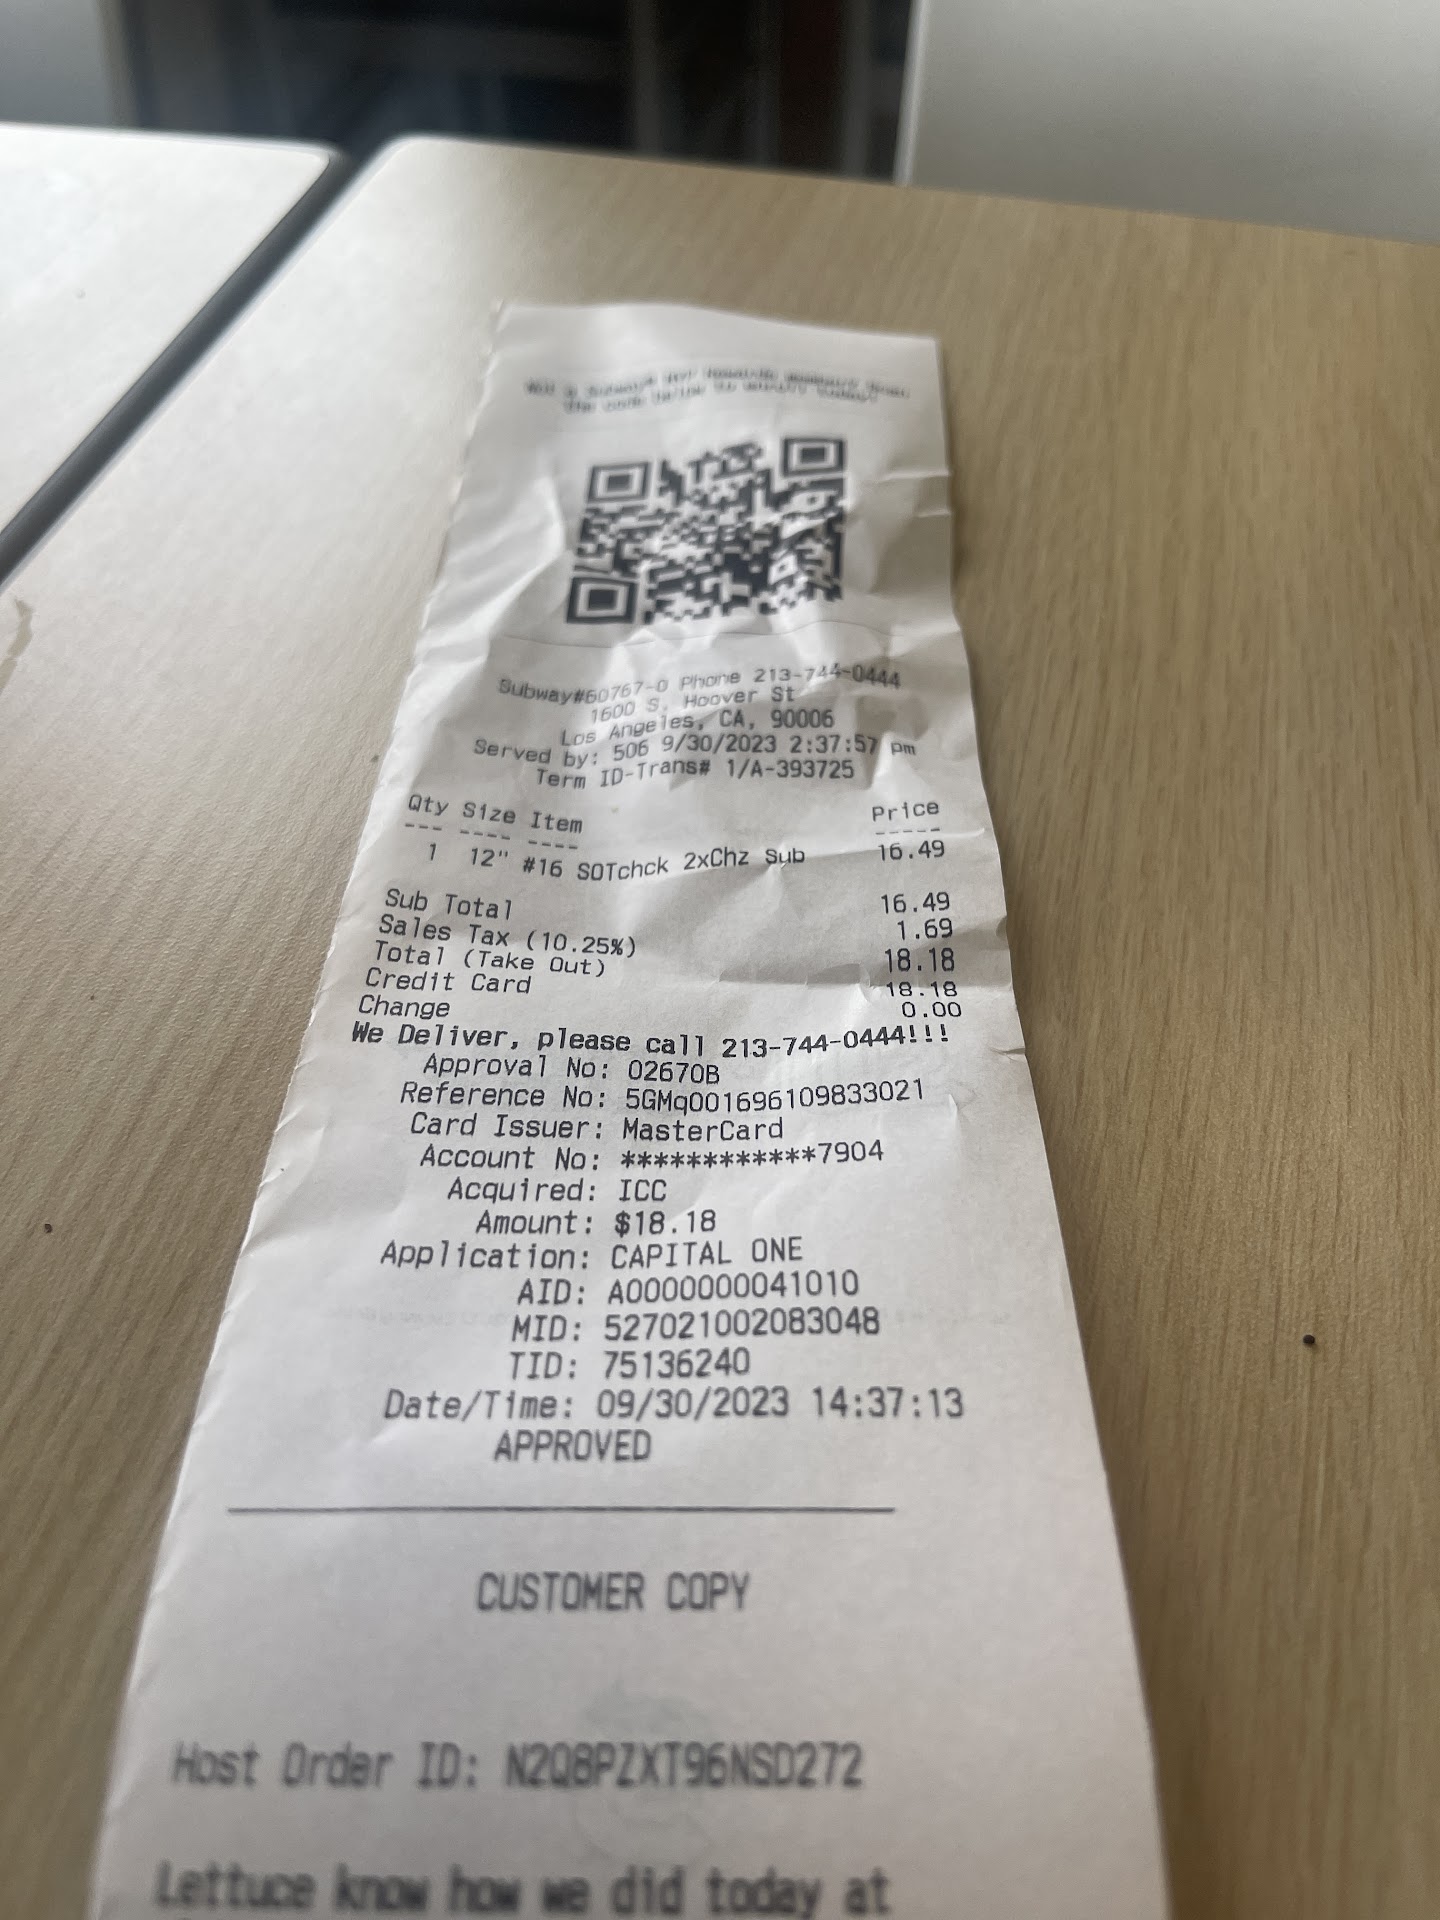 Subway#60767-0 Phone 213-744-0444
1600 S. Hoover St
Los Angeles, CA, 90006
Served by: 506 9/30/2023 2:37:57 pm
Term ID-Trans# 1/A-393725
Qty Size Item Price
--- ---- ---- -----
1 12" #16 SOTchck 2xChz Sub 16.49
Sub Total 16.49
Sales Tax (10.25%) 1.69
Total (Take Out) 18.18
Credit Card 18.18
Change 0.00
We Deliver, please call 213-744-0444!!!
Approval No: 02670B
Reference No: 5GMq001696109833021
Card Issuer: MasterCard
Account No: ************7904
Acquired: ICC
Amount: $18.18
Application: CAPITAL ONE
AID: A0000000041010
MID: 527021002083048
TID: 75136240
Date/Time: 09/30/2023 14:37:13
APPROVED
CUSTOMER COPY
Host Order ID: N2Q8PZXT96NSD272
Lettuce know how we did today at